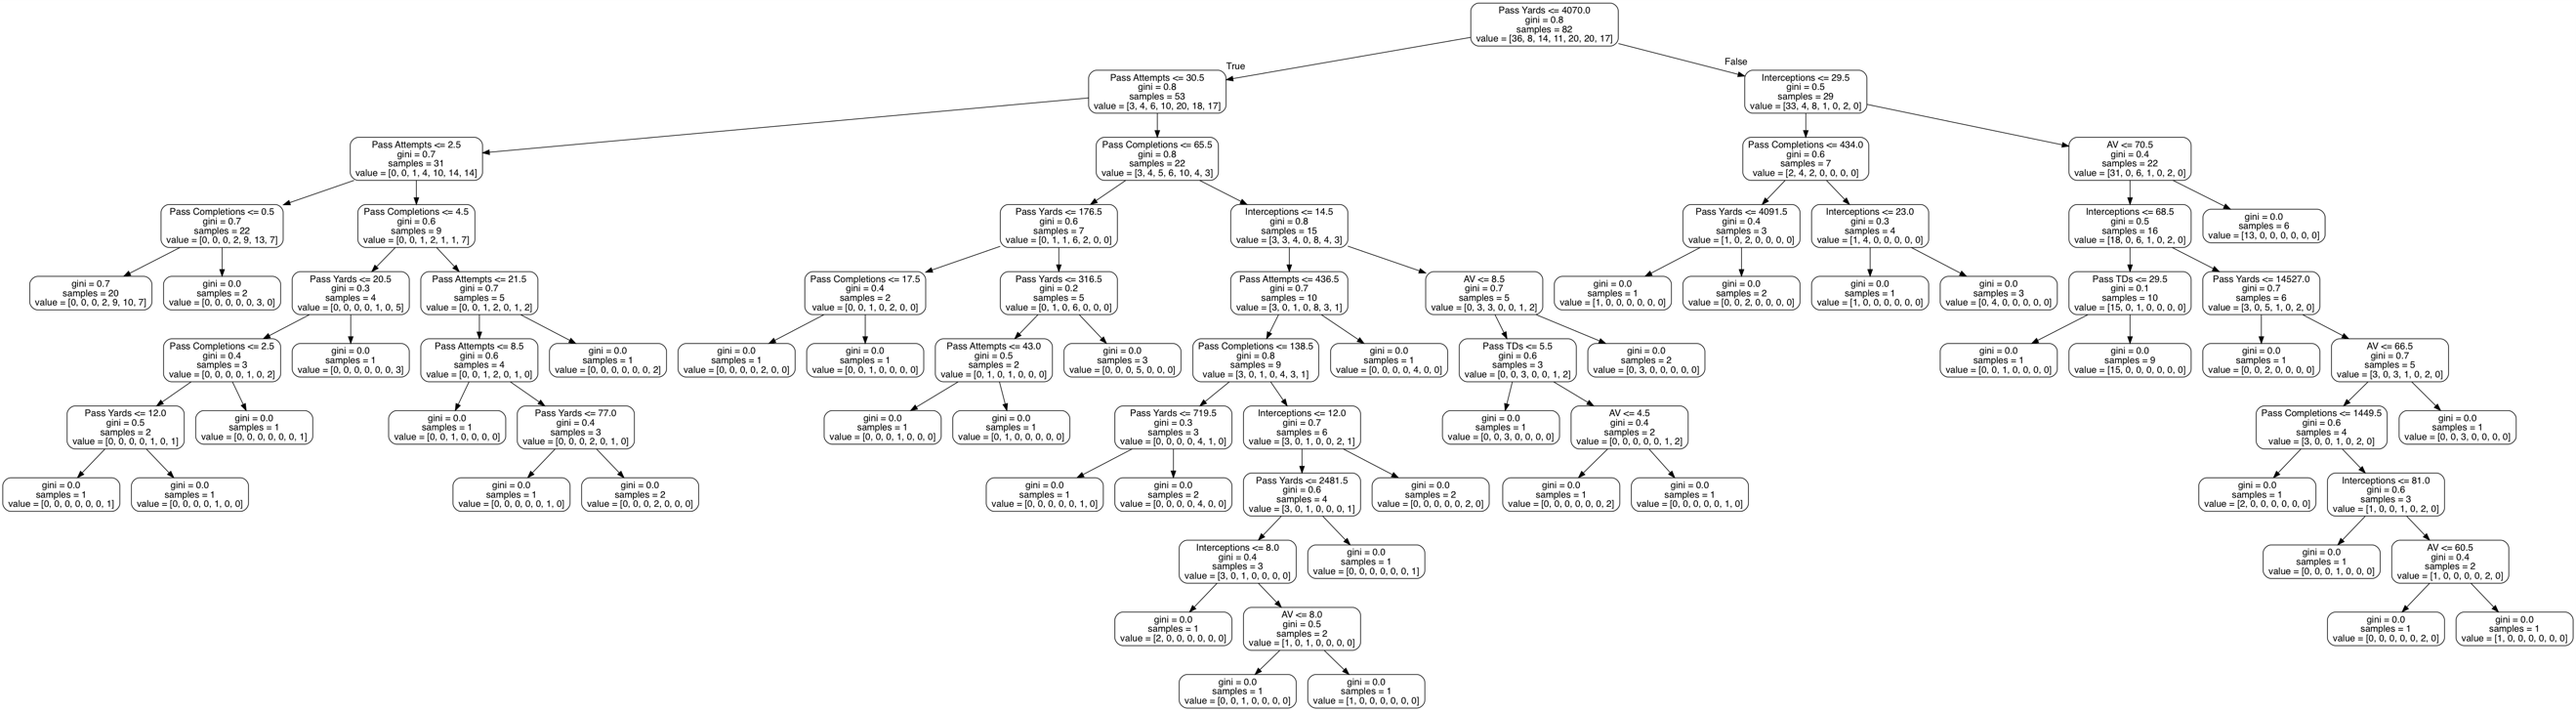 Pass Yards <= 4070.0
gini = 0.8
samples = 82
value = [36, 8, 14, 11, 20, 20, 17]
True
False
Pass Attempts <= 30.5
gini = 0.8
samples = 53
value = [3, 4, 6, 10, 20, 18, 17]
Interceptions <= 29.5
gini = 0.5
samples = 29
value = [33, 4, 8, 1, 0, 2, 0]
Pass Attempts <= 2.5
gini = 0.7
samples = 31
value = [0, 0, 1, 4, 10, 14, 14]
Pass Completions <= 65.5
gini = 0.8
samples = 22
value = [3, 4, 5, 6, 10, 4, 3]
Pass Completions <= 434.0
gini = 0.6
samples = 7
value = [2, 4, 2, 0, 0, 0, 0]
AV <= 70.5
gini = 0.4
samples = 22
value = [31, 0, 6, 1, 0, 2, 0]
Pass Completions <= 0.5
gini = 0.7
samples = 22
value = [0, 0, 0, 2, 9, 13, 7]
Pass Completions <= 4.5
gini = 0.6
samples = 9
value = [0, 0, 1, 2, 1, 1, 7]
Pass Yards <= 176.5
gini = 0.6
samples = 7
value = [0, 1, 1, 6, 2, 0, 0]
Interceptions <= 14.5
gini = 0.8
samples = 15
value = [3, 3, 4, 0, 8, 4, 3]
Pass Yards <= 4091.5
gini = 0.4
samples = 3
value = [1, 0, 2, 0, 0, 0, 0]
Interceptions <= 23.0
gini = 0.3
samples = 4
value = [1, 4, 0, 0, 0, 0, 0]
Interceptions <= 68.5
gini = 0.5
samples = 16
value = [18, 0, 6, 1, 0, 2, 0]
gini = 0.0
samples = 6
value = [13, 0, 0, 0, 0, 0, 0]
gini = 0.7
samples = 20
value = [0, 0, 0, 2, 9, 10, 7]
gini = 0.0
samples = 2
value = [0, 0, 0, 0, 0, 3, 0]
Pass Yards <= 20.5
gini = 0.3
samples = 4
value = [0, 0, 0, 0, 1, 0, 5]
Pass Attempts <= 21.5
gini = 0.7
samples = 5
value = [0, 0, 1, 2, 0, 1, 2]
Pass Completions <= 17.5
gini = 0.4
samples = 2
value = [0, 0, 1, 0, 2, 0, 0]
Pass Yards <= 316.5
gini = 0.2
samples = 5
value = [0, 1, 0, 6, 0, 0, 0]
Pass Attempts <= 436.5
gini = 0.7
samples = 10
value = [3, 0, 1, 0, 8, 3, 1]
AV <= 8.5
gini = 0.7
samples = 5
value = [0, 3, 3, 0, 0, 1, 2]
gini = 0.0
samples = 1
value = [1, 0, 0, 0, 0, 0, 0]
gini = 0.0
samples = 2
value = [0, 0, 2, 0, 0, 0, 0]
gini = 0.0
samples = 1
value = [1, 0, 0, 0, 0, 0, 0]
gini = 0.0
samples = 3
value = [0, 4, 0, 0, 0, 0, 0]
Pass TDs <= 29.5
gini = 0.1
samples = 10
value = [15, 0, 1, 0, 0, 0, 0]
Pass Yards <= 14527.0
gini = 0.7
samples = 6
value = [3, 0, 5, 1, 0, 2, 0]
Pass Completions <= 2.5
gini = 0.4
samples = 3
value = [0, 0, 0, 0, 1, 0, 2]
gini = 0.0
samples = 1
value = [0, 0, 0, 0, 0, 0, 3]
Pass Attempts <= 8.5
gini = 0.6
samples = 4
value = [0, 0, 1, 2, 0, 1, 0]
gini = 0.0
samples = 1
value = [0, 0, 0, 0, 0, 0, 2]
gini = 0.0
samples = 1
value = [0, 0, 0, 0, 2, 0, 0]
gini = 0.0
samples = 1
value = [0, 0, 1, 0, 0, 0, 0]
Pass Attempts <= 43.0
gini = 0.5
samples = 2
value = [0, 1, 0, 1, 0, 0, 0]
gini = 0.0
samples = 3
value = [0, 0, 0, 5, 0, 0, 0]
Pass Completions <= 138.5
gini = 0.8
samples = 9
value = [3, 0, 1, 0, 4, 3, 1]
gini = 0.0
samples = 1
value = [0, 0, 0, 0, 4, 0, 0]
Pass TDs <= 5.5
gini = 0.6
samples = 3
value = [0, 0, 3, 0, 0, 1, 2]
gini = 0.0
samples = 2
value = [0, 3, 0, 0, 0, 0, 0]
gini = 0.0
samples = 1
value = [0, 0, 1, 0, 0, 0, 0]
gini = 0.0
samples = 9
value = [15, 0, 0, 0, 0, 0, 0]
gini = 0.0
samples = 1
value = [0, 0, 2, 0, 0, 0, 0]
AV <= 66.5
gini = 0.7
samples = 5
value = [3, 0, 3, 1, 0, 2, 0]
Pass Yards <= 12.0
gini = 0.5
samples = 2
value = [0, 0, 0, 0, 1, 0, 1]
gini = 0.0
samples = 1
value = [0, 0, 0, 0, 0, 0, 1]
gini = 0.0
samples = 1
value = [0, 0, 1, 0, 0, 0, 0]
Pass Yards <= 77.0
gini = 0.4
samples = 3
value = [0, 0, 0, 2, 0, 1, 0]
gini = 0.0
samples = 1
value = [0, 0, 0, 1, 0, 0, 0]
gini = 0.0
samples = 1
value = [0, 1, 0, 0, 0, 0, 0]
Pass Yards <= 719.5
gini = 0.3
samples = 3
value = [0, 0, 0, 0, 4, 1, 0]
Interceptions <= 12.0
gini = 0.7
samples = 6
value = [3, 0, 1, 0, 0, 2, 1]
gini = 0.0
samples = 1
value = [0, 0, 3, 0, 0, 0, 0]
AV <= 4.5
gini = 0.4
samples = 2
value = [0, 0, 0, 0, 0, 1, 2]
Pass Completions <= 1449.5
gini = 0.6
samples = 4
value = [3, 0, 0, 1, 0, 2, 0]
gini = 0.0
samples = 1
value = [0, 0, 3, 0, 0, 0, 0]
gini = 0.0
samples = 1
value = [0, 0, 0, 0, 0, 0, 1]
gini = 0.0
samples = 1
value = [0, 0, 0, 0, 1, 0, 0]
gini = 0.0
samples = 1
value = [0, 0, 0, 0, 0, 1, 0]
gini = 0.0
samples = 2
value = [0, 0, 0, 2, 0, 0, 0]
gini = 0.0
samples = 1
value = [0, 0, 0, 0, 0, 1, 0]
gini = 0.0
samples = 2
value = [0, 0, 0, 0, 4, 0, 0]
Pass Yards <= 2481.5
gini = 0.6
samples = 4
value = [3, 0, 1, 0, 0, 0, 1]
gini = 0.0
samples = 2
value = [0, 0, 0, 0, 0, 2, 0]
gini = 0.0
samples = 1
value = [0, 0, 0, 0, 0, 0, 2]
gini = 0.0
samples = 1
value = [0, 0, 0, 0, 0, 1, 0]
gini = 0.0
samples = 1
value = [2, 0, 0, 0, 0, 0, 0]
Interceptions <= 81.0
gini = 0.6
samples = 3
value = [1, 0, 0, 1, 0, 2, 0]
Interceptions <= 8.0
gini = 0.4
samples = 3
value = [3, 0, 1, 0, 0, 0, 0]
gini = 0.0
samples = 1
value = [0, 0, 0, 0, 0, 0, 1]
gini = 0.0
samples = 1
value = [0, 0, 0, 1, 0, 0, 0]
AV <= 60.5
gini = 0.4
samples = 2
value = [1, 0, 0, 0, 0, 2, 0]
gini = 0.0
samples = 1
value = [2, 0, 0, 0, 0, 0, 0]
AV <= 8.0
gini = 0.5
samples = 2
value = [1, 0, 1, 0, 0, 0, 0]
gini = 0.0
samples = 1
value = [0, 0, 0, 0, 0, 2, 0]
gini = 0.0
samples = 1
value = [1, 0, 0, 0, 0, 0, 0]
gini = 0.0
samples = 1
value = [0, 0, 1, 0, 0, 0, 0]
gini = 0.0
samples = 1
value = [1, 0, 0, 0, 0, 0, 0]